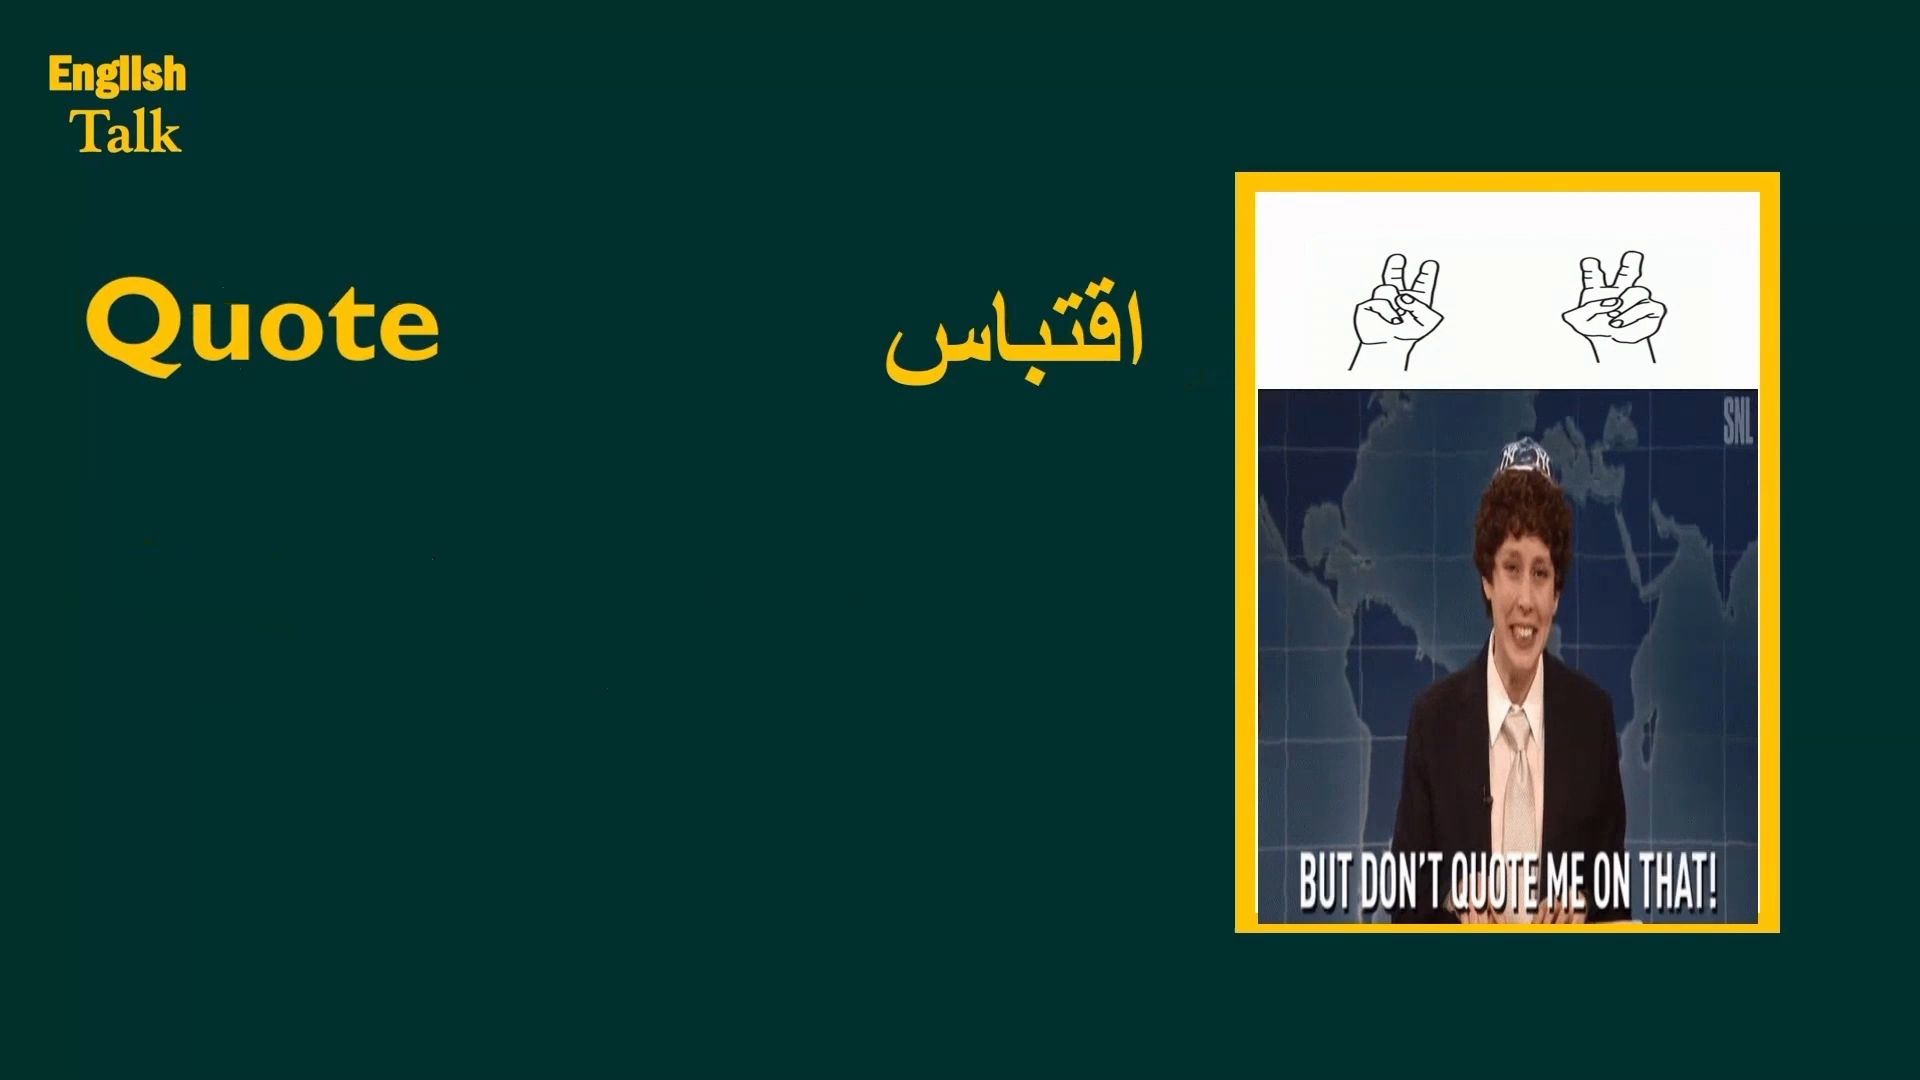 English
Talk
Quote
اقتباس
SNL
BUT DON'T QUOTE ME ON THAT!